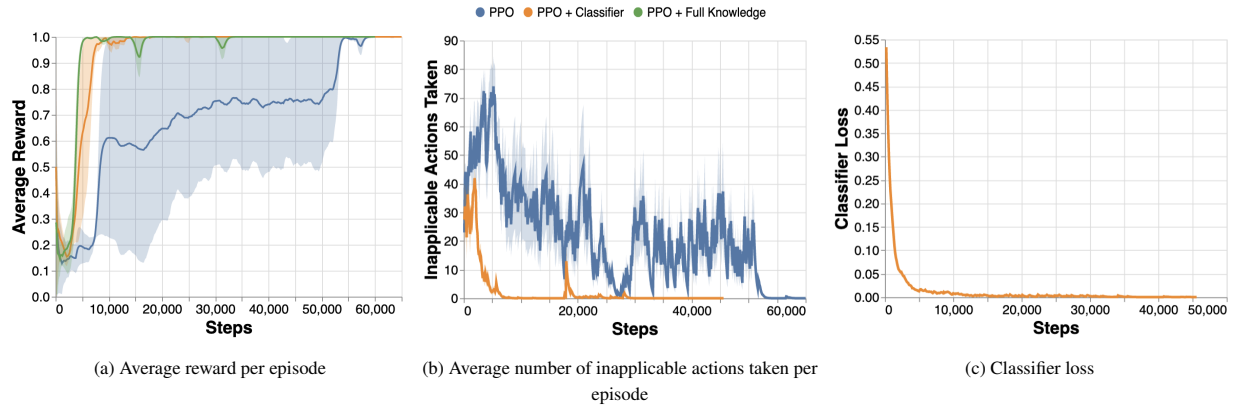 PPO PPO + Classifier PPO + Full Knowledge
1.0
0.9
0.8
0.7
0.6
0.5
0.4
0.3
0.2
0.1
0.0
Average Reward
0 10,000 20,000 30,000 40,000 50,000 60,000
Steps
90
80
70
60
50
40
30
20
10
0
Inapplicable Actions Taken
0 20,000 40,000 60,000
Steps
0.55
0.50
0.45
0.40
0.35
0.30
0.25
0.20
0.15
0.10
0.05
0.00
Classifier Loss
0 10,000 20,000 30,000 40,000 50,000
Steps
(a) Average reward per episode
(b) Average number of inapplicable actions taken per
episode
(c) Classifier loss